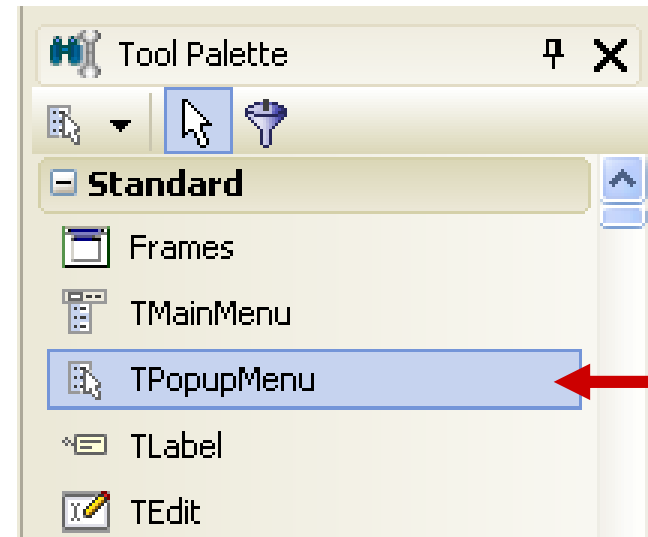 Tool Palette
Standard
Frames
TMainMenu
TPopupMenu
TLabel
TEdit